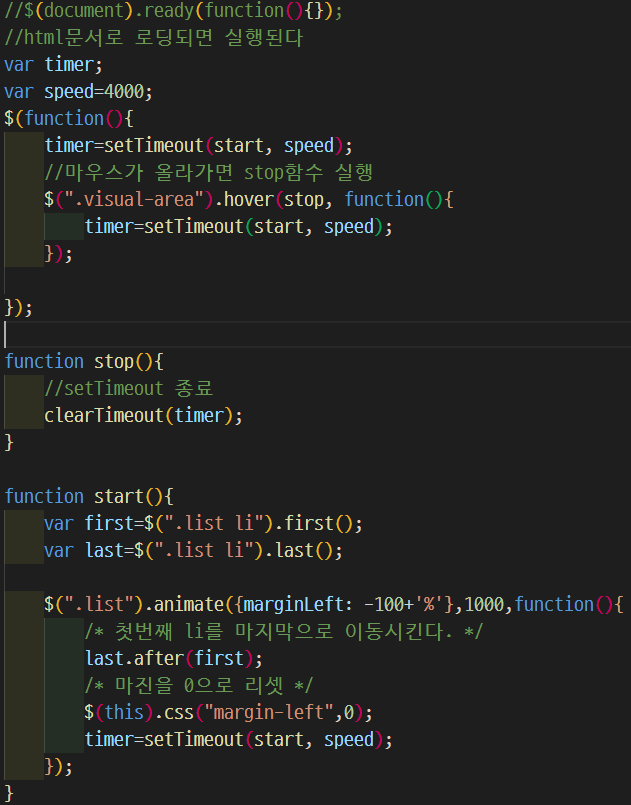 //$(document).ready(function(){});
//html문서로 로딩되면 실행된다
var timer;
var speed=4000;
$(function(){
    timer=setTimeout(start, speed);
    //마우스가 올라가면 stop함수 실행
    $(".visual-area").hover(stop, function(){
        timer=setTimeout(start, speed);
    });

});

function stop(){
    //setTimeout 종료
    clearTimeout(timer);
}

function start(){
    var first=$(".list li").first();
    var last=$(".list li").last();

    $(".list").animate({marginLeft: -100+'%'},1000,function(){
        /* 첫번째 li를 마지막으로 이동시킨다. */
        last.after(first);
        /* 마진을 0으로 리셋 */
        $(this).css("margin-left",0);
        timer=setTimeout(start, speed);
    });
}